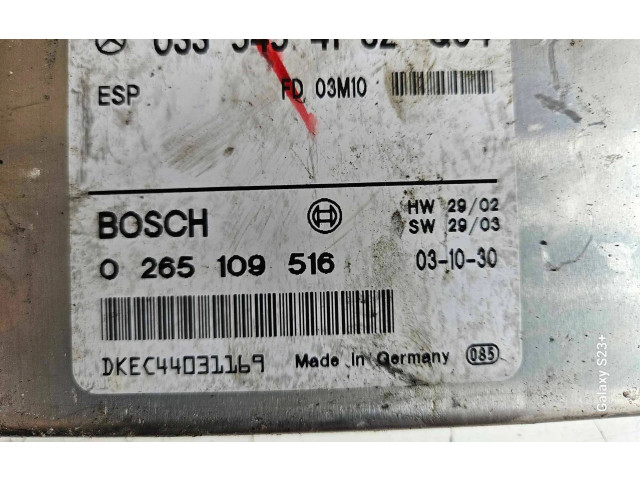 ESP FD 03M10
BOSCH HW 29/02
SW 29/03
0 265 109 516 03-10-30
DKEC44031169 Made in Germany 085
Galaxy S23+